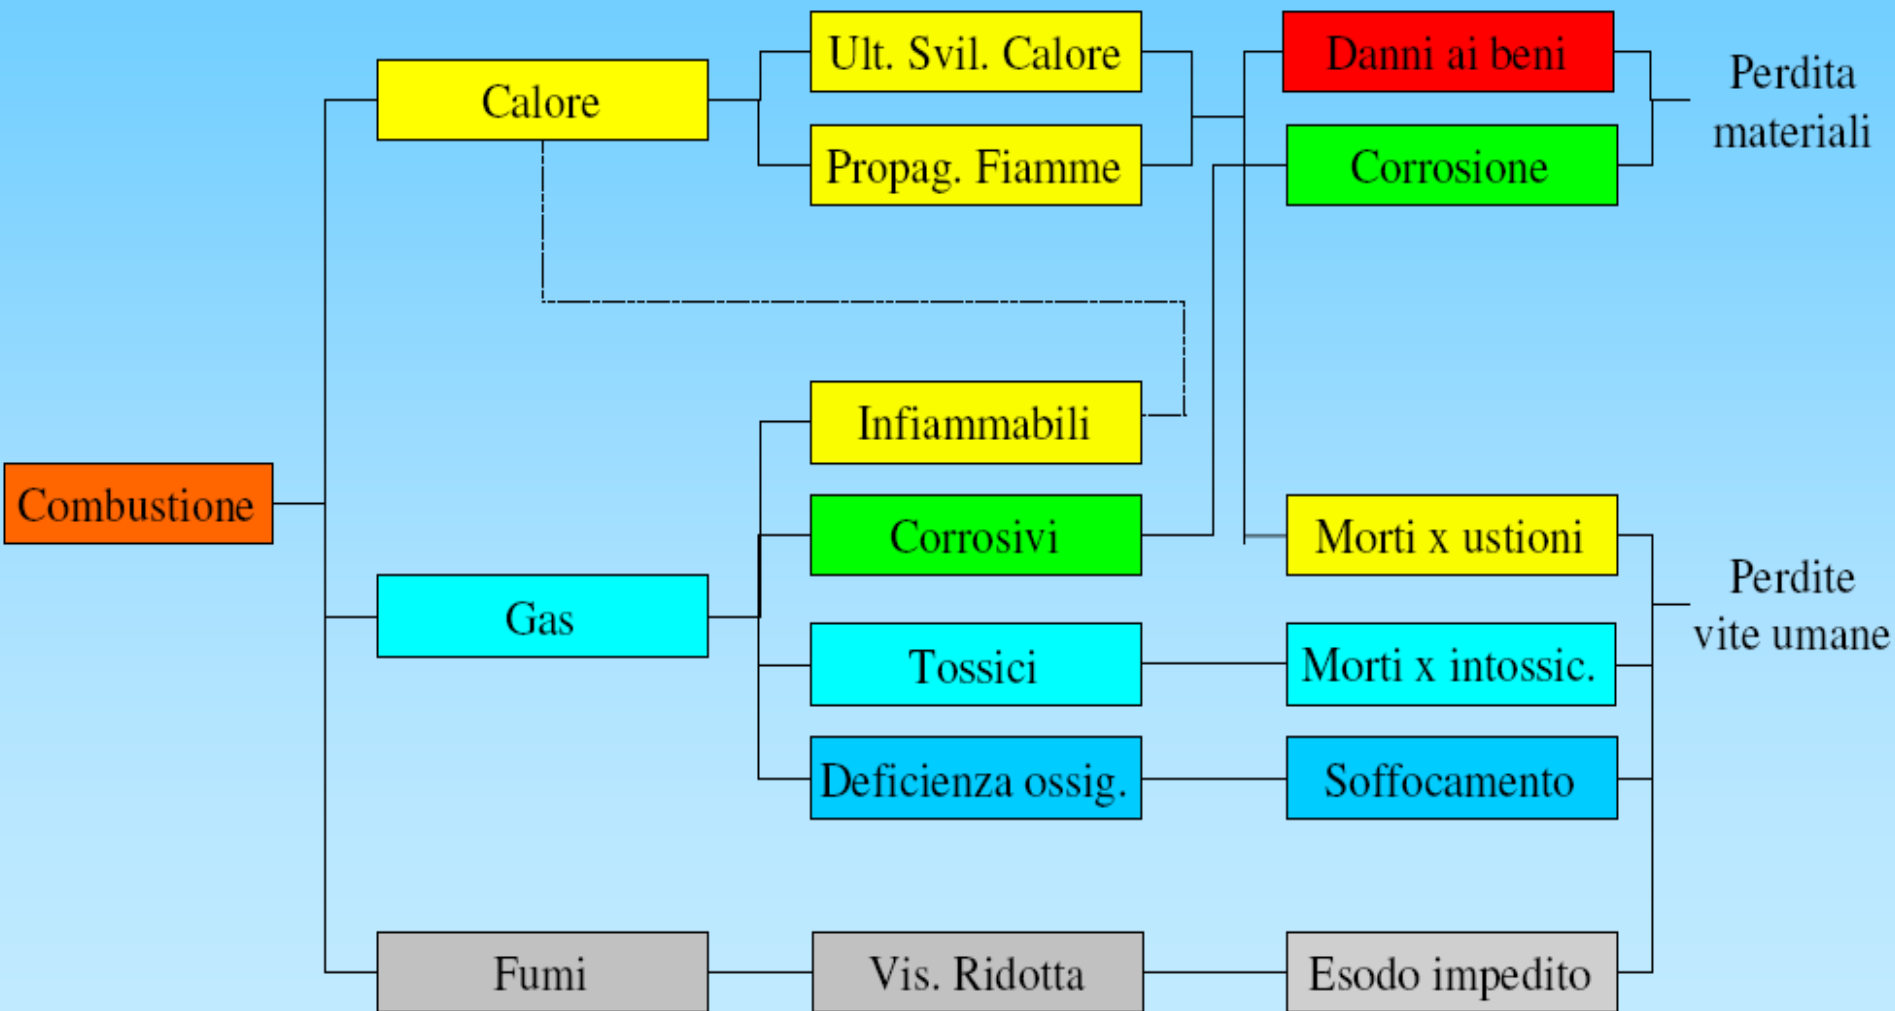 Ult. Svil. Calore
Danni ai beni
Perdita
materiali
Calore
Propag. Fiamme
Corrosione
Infiammabili
Combustione
Corrosivi
Morti x ustioni
Perdite
vite umane
Gas
Tossici
Morti x intossic.
Deficienza ossig.
Soffocamento
Fumi
Vis. Ridotta
Esodo impedito